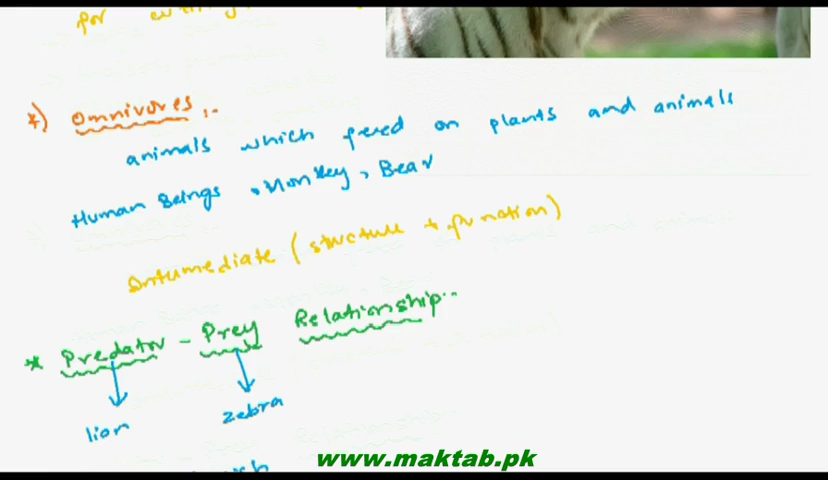 for
*) Omnivores :-
animals which feed on plants and animals
Human Beings , Monkey , Bear
Intermediate ( structure + function )
* Predator - Prey Relationship :-
lion zebra
www.maktab.pk